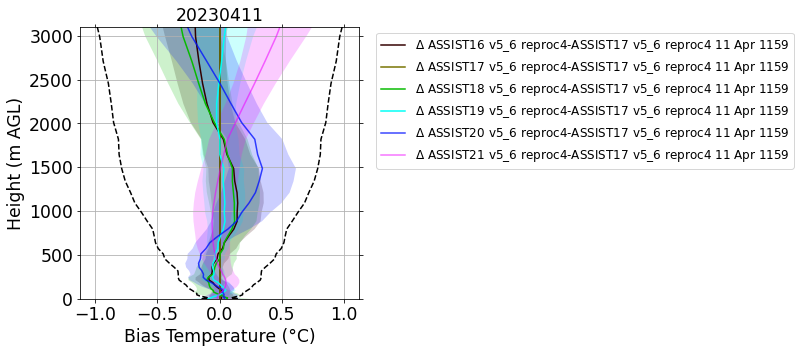 20230411
3000
2500
2000
1500
1000
500
0
Height (m AGL)
−1.0 −0.5 0.0 0.5 1.0
Bias Temperature (°C)
Δ ASSIST16 v5_6 reproc4-ASSIST17 v5_6 reproc4 11 Apr 1159
Δ ASSIST17 v5_6 reproc4-ASSIST17 v5_6 reproc4 11 Apr 1159
Δ ASSIST18 v5_6 reproc4-ASSIST17 v5_6 reproc4 11 Apr 1159
Δ ASSIST19 v5_6 reproc4-ASSIST17 v5_6 reproc4 11 Apr 1159
Δ ASSIST20 v5_6 reproc4-ASSIST17 v5_6 reproc4 11 Apr 1159
Δ ASSIST21 v5_6 reproc4-ASSIST17 v5_6 reproc4 11 Apr 1159